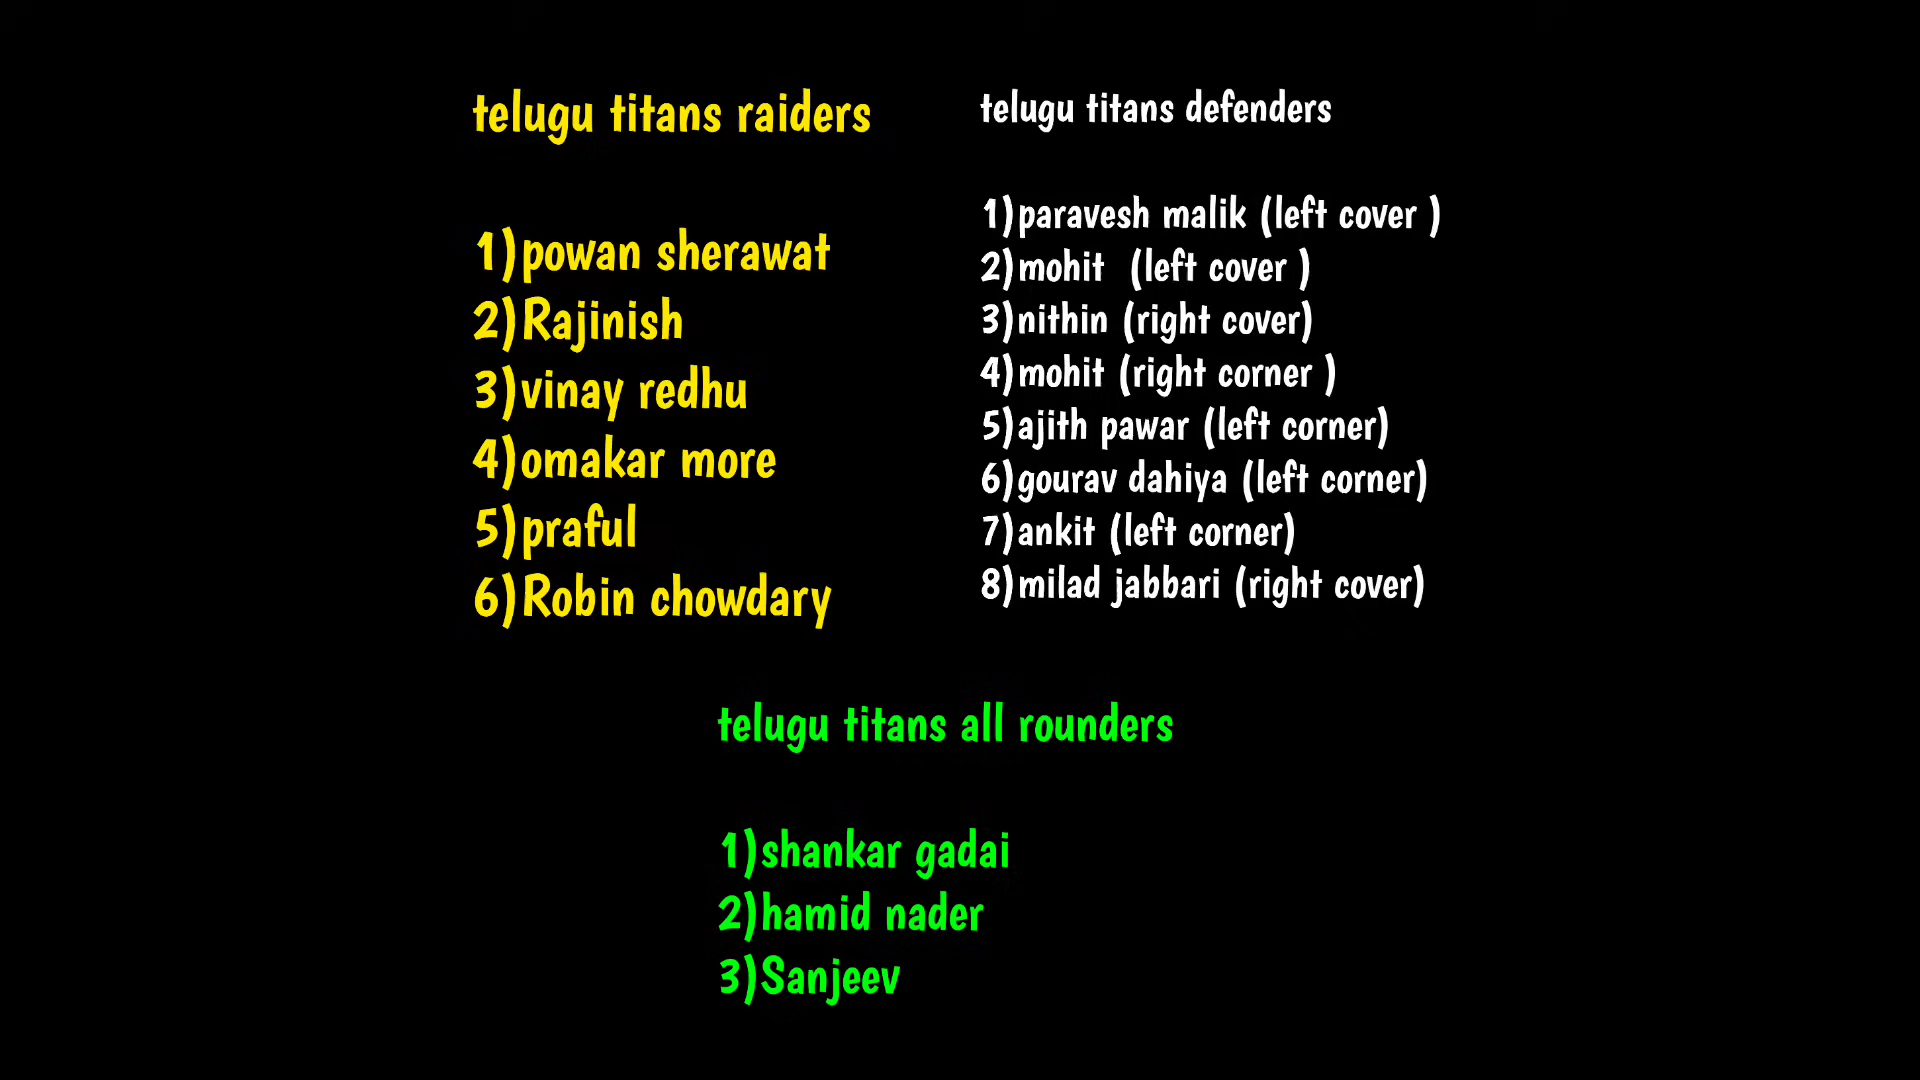 telugu titans raiders
1)powan sherawat
2)Rajinish
3)vinay redhu
4)omakar more
5)praful
6)Robin chowdary
telugu titans defenders
1)paravesh malik (left cover )
2)mohit  (left cover )
3)nithin (right cover)
4)mohit (right corner )
5)ajith pawar (left corner)
6)gourav dahiya (left corner)
7)ankit (left corner)
8)milad jabbari (right cover)
telugu titans all rounders
1)shankar gadai
2)hamid nader
3)Sanjeev